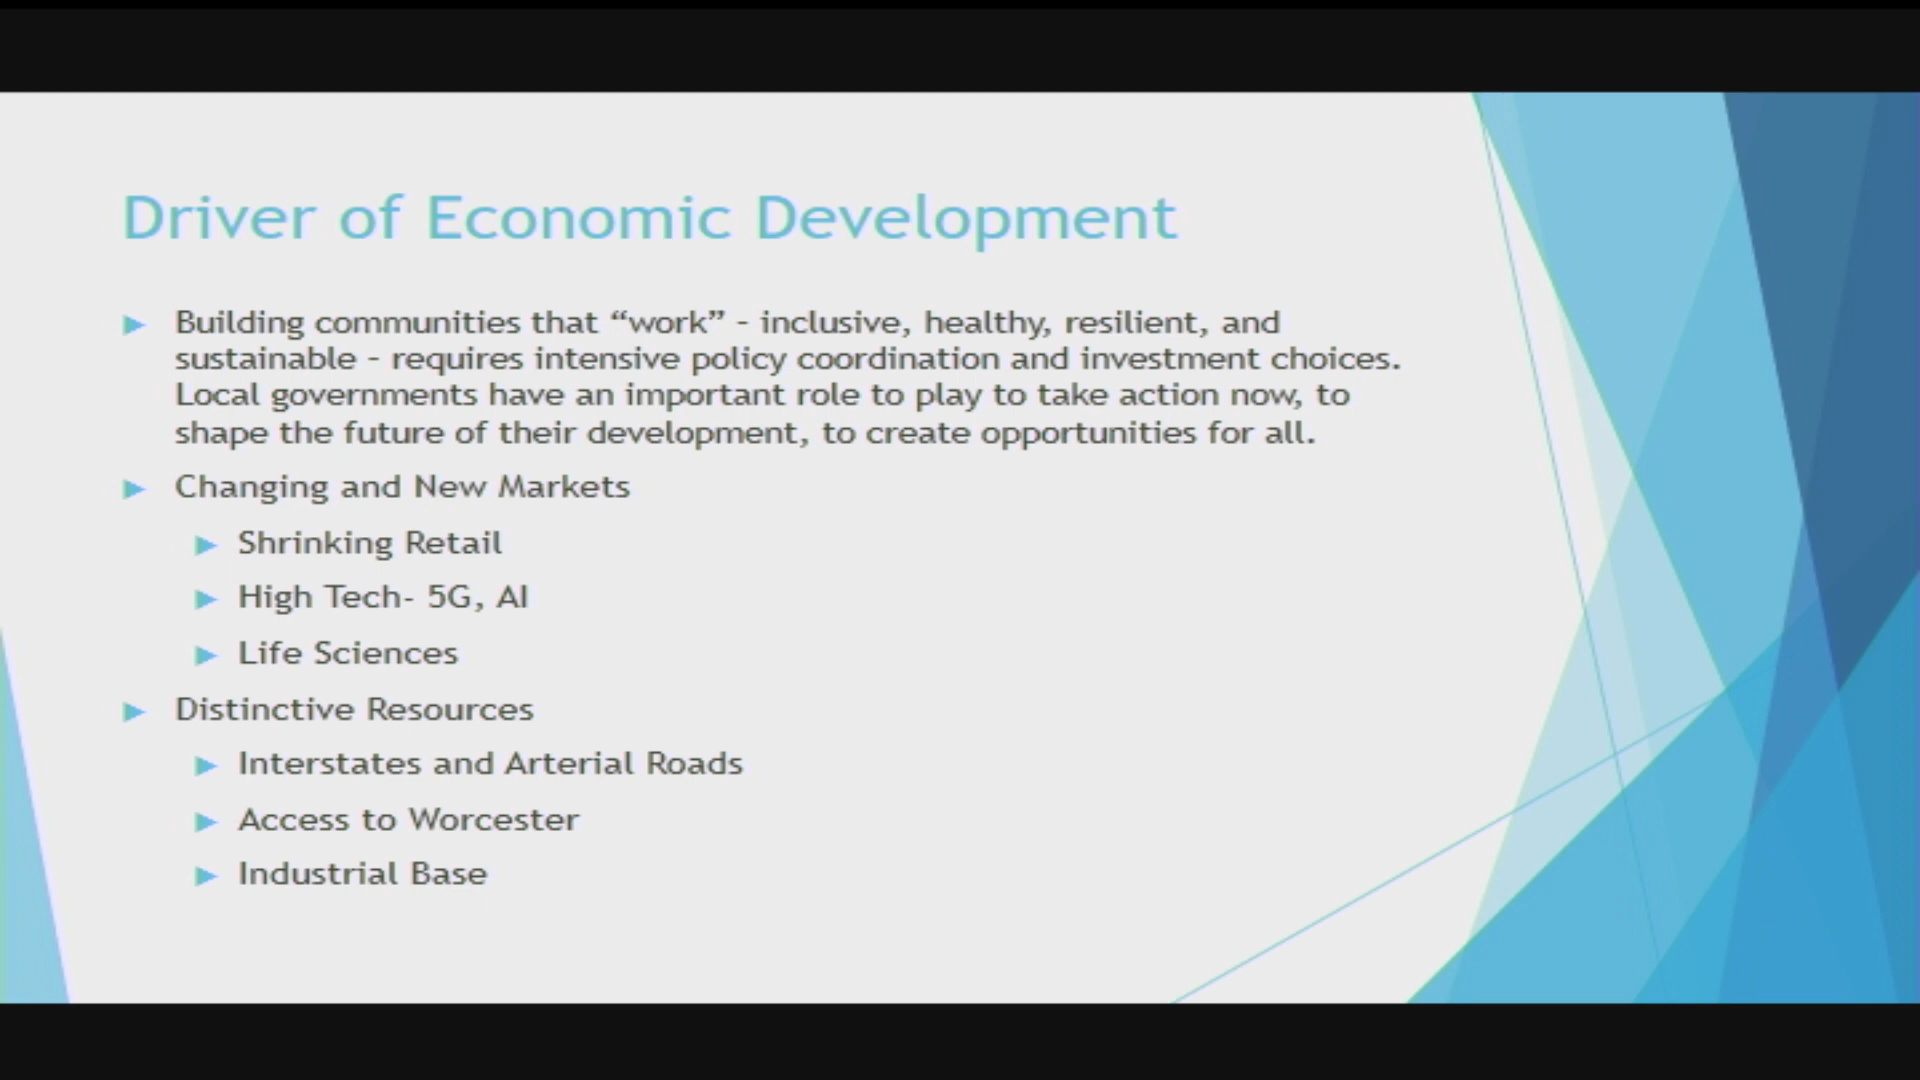 Driver of Economic Development
Building communities that “work” – inclusive, healthy, resilient, and
sustainable – requires intensive policy coordination and investment choices.
Local governments have an important role to play to take action now, to
shape the future of their development, to create opportunities for all.
Changing and New Markets
Shrinking Retail
High Tech- 5G, AI
Life Sciences
Distinctive Resources
Interstates and Arterial Roads
Access to Worcester
Industrial Base